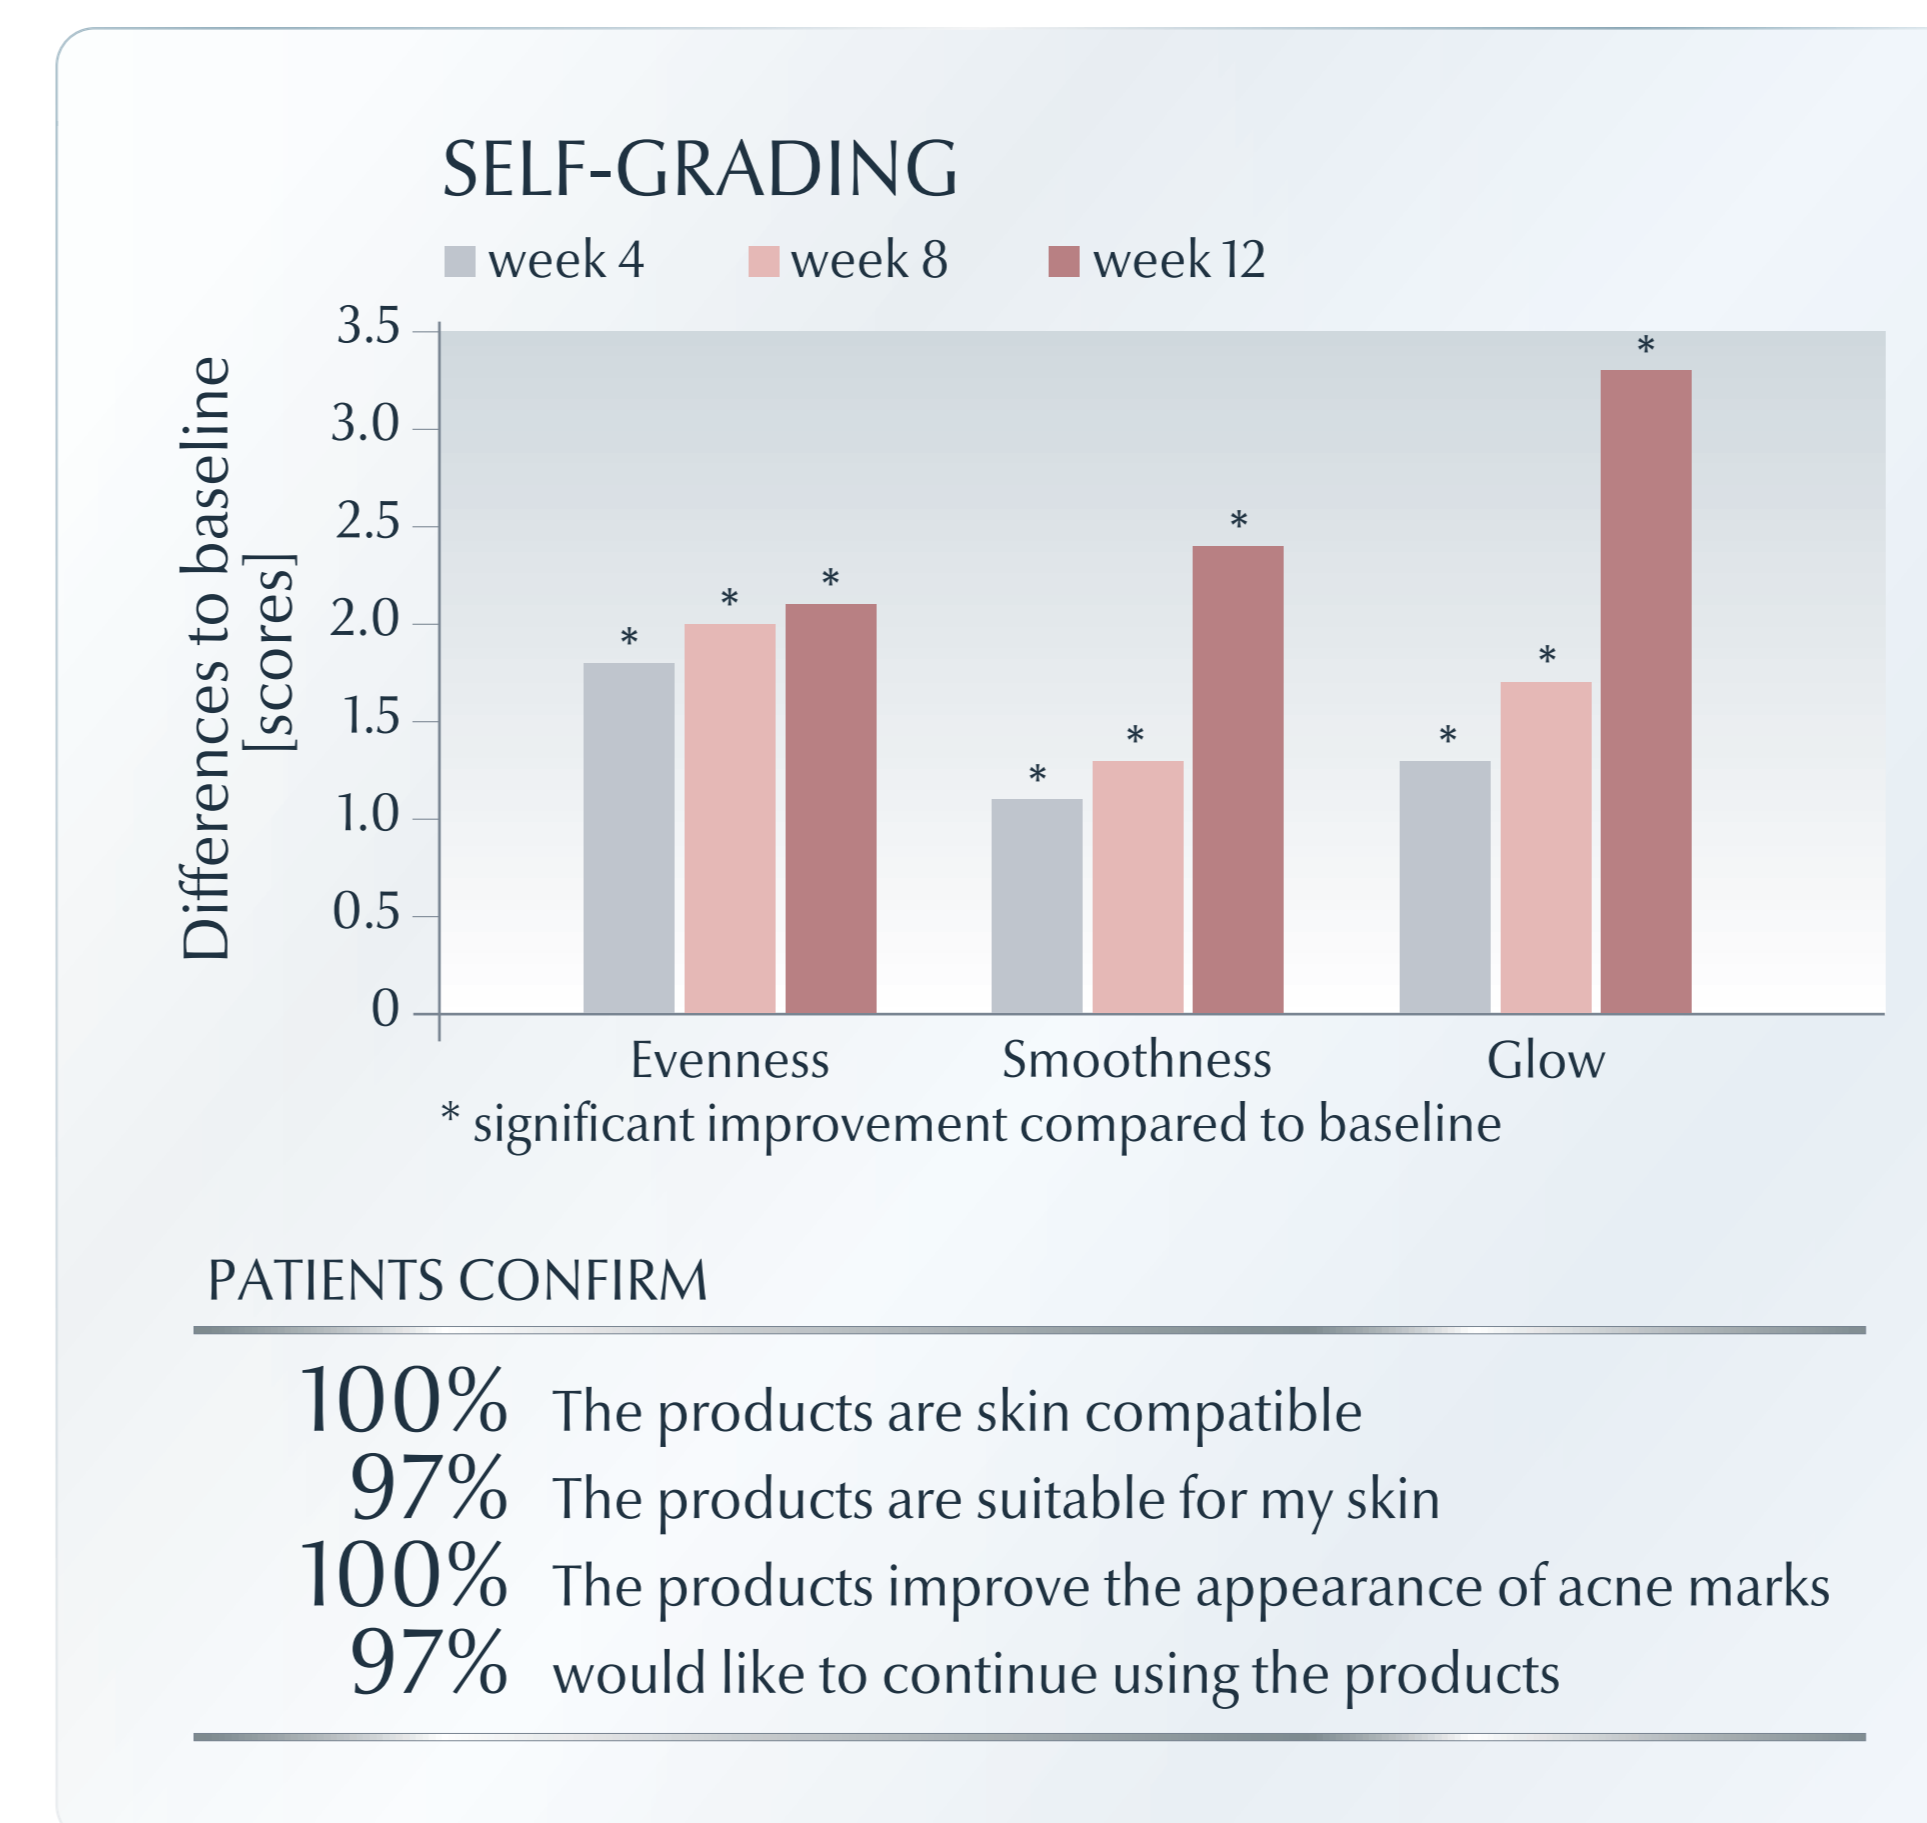 SELF-GRADING
week 4 week 8 week 12
Differences to baseline
[scores]
3.5
3.0
2.5
2.0
1.5
1.0
0.5
0
* * * * * * * * *
Evenness Smoothness Glow
* significant improvement compared to baseline
PATIENTS CONFIRM
100% The products are skin compatible
97% The products are suitable for my skin
100% The products improve the appearance of acne marks
97% would like to continue using the products